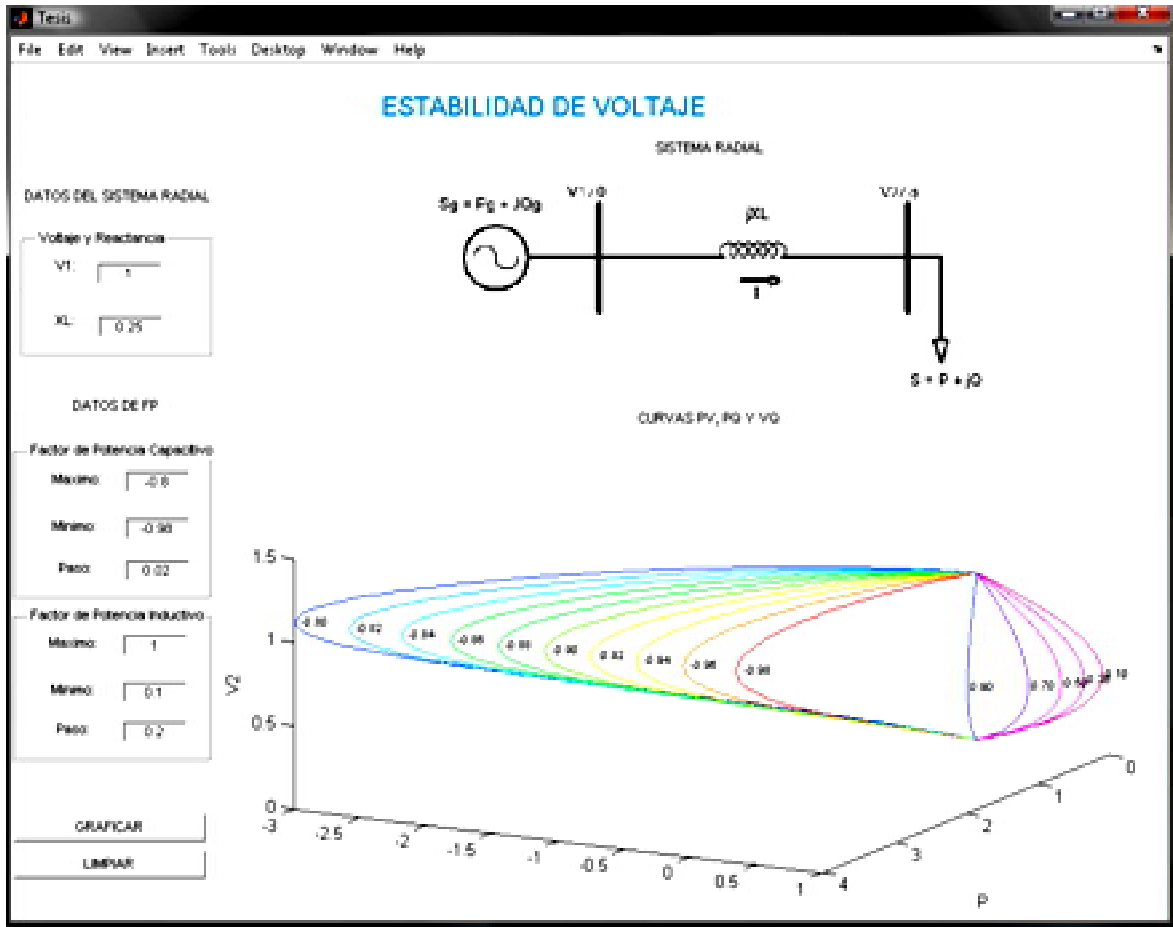 Tesis
File Edit View Insert Tools Desktop Window Help
ESTABILIDAD DE VOLTAJE
SISTEMA RADIAL
DATOS DEL SISTEMA RADIAL
Voltaje y Reactancia
V1: 1
XL: 0.25
Sg = Pg + jQg
jXL
I
S = P + jQ
DATOS DE FP
CURVAS PV, PQ Y VQ
Factor de Potencia Capacitivo
Maximo: -0.8
Minimo: -0.98
Paso: 0.02
Factor de Potencia Inductivo
Maximo: 1
Minimo: 0.1
Paso: 0.2
GRAFICAR
LIMPIAR
1.5
1
0.5
0
-0.80 -0.82 -0.84 -0.86 -0.88 -0.90 -0.92 -0.94 -0.96 -0.98
0.90 0.70
0.10
-3 -2.5 -2 -1.5 -1 -0.5 0 0.5 1
4 3 2 1 0
P